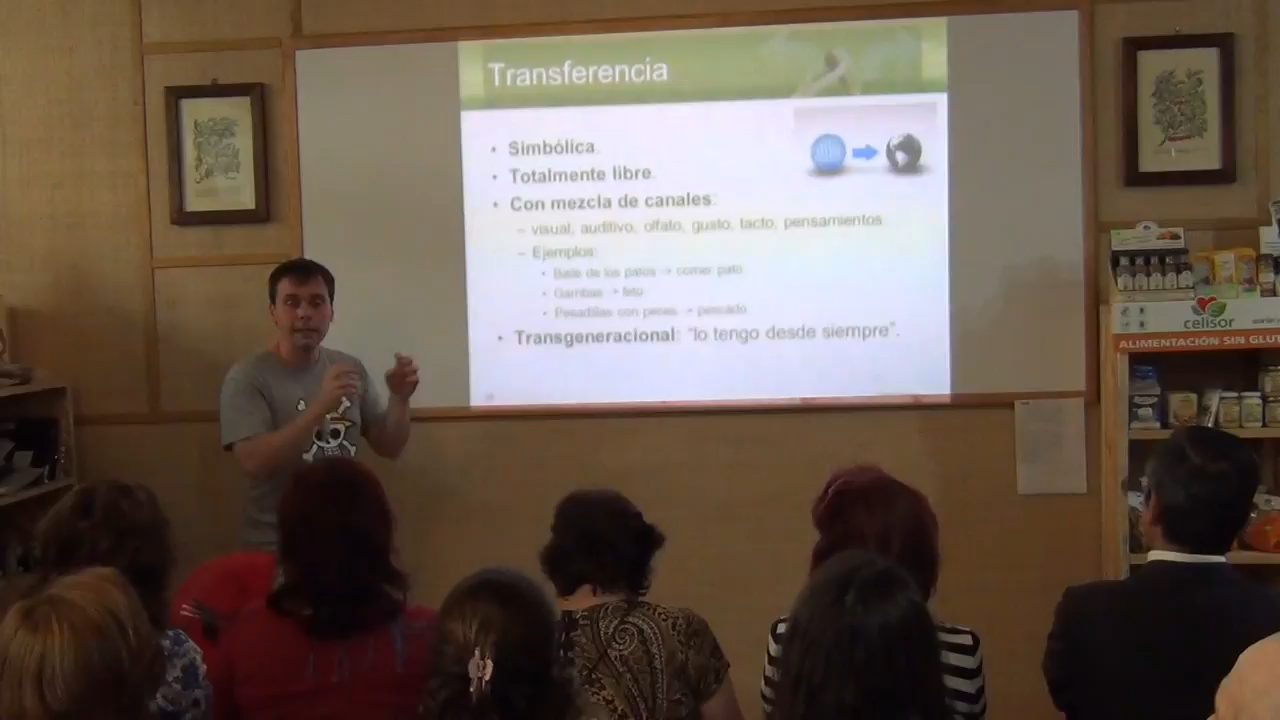 Transferencia
• Simbólica.
• Totalmente libre.
• Con mezcla de canales:
– visual, auditivo, olfato, gusto, tacto, pensamientos
– Ejemplos:
• Baile de los patos → comer pato
• Gambas → feto
• Pesadillas con peces → pescado
• Transgeneracional: “lo tengo desde siempre”.
celisor
ALIMENTACIÓN SIN GLUT